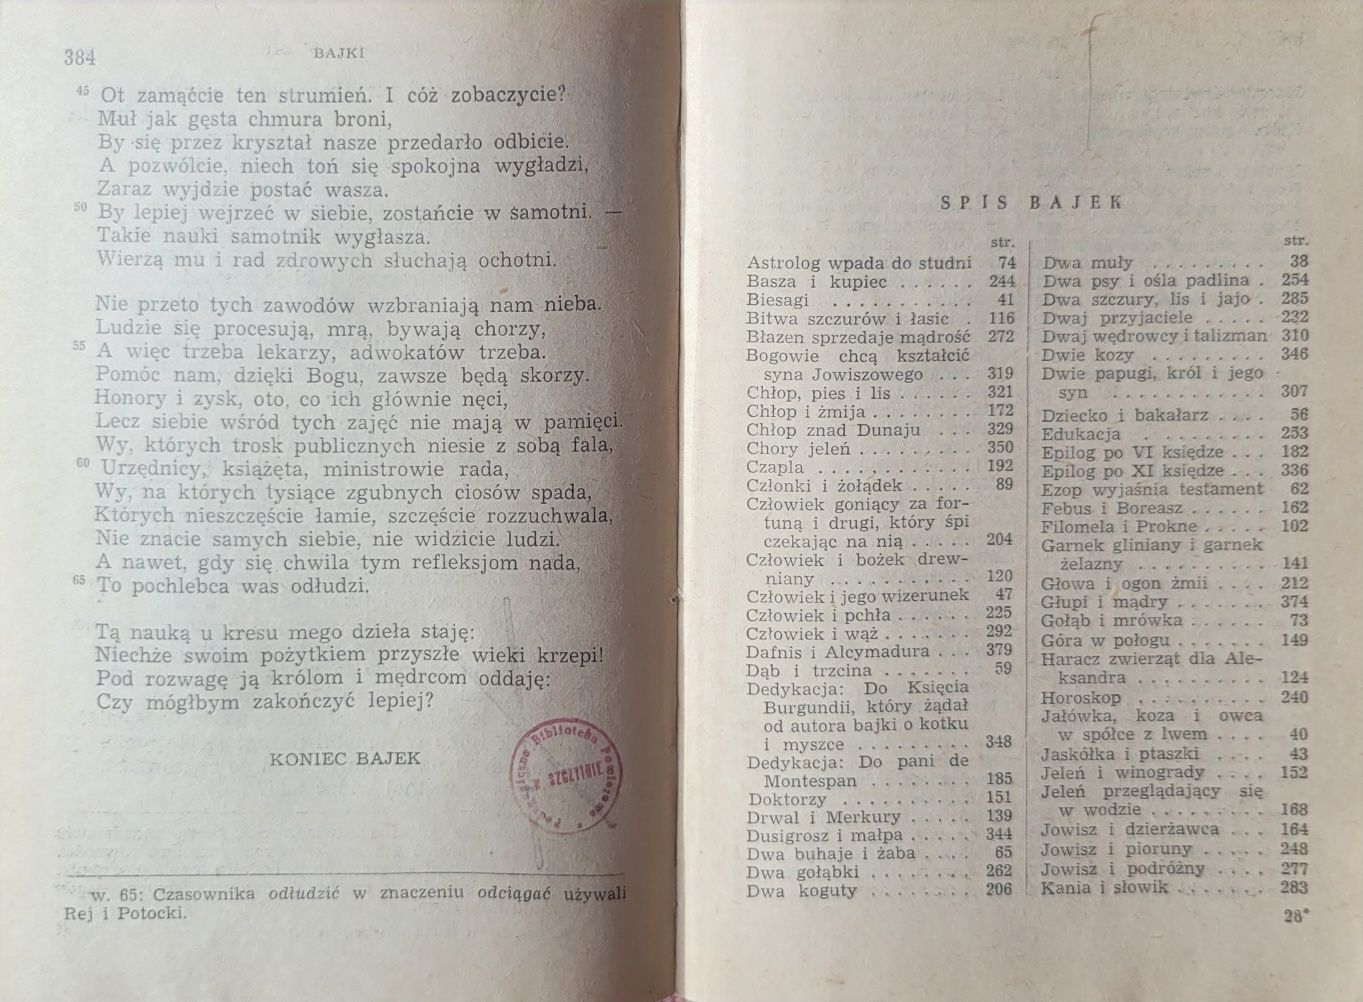 384
BAJKI
45 Ot zamąćcie ten strumień. I cóż zobaczycie?
Muł jak gęsta chmura broni,
By się przez kryształ nasze przedarło odbicie.
A pozwólcie, niech toń się spokojna wygładzi,
Zaraz wyjdzie postać wasza.
50 By lepiej wejrzeć w siebie, zostańcie w samotni. —
Takie nauki samotnik wygłasza.
Wierzą mu i rad zdrowych słuchają ochotni.
Nie przeto tych zawodów wzbraniają nam nieba.
Ludzie się procesują, mrą, bywają chorzy,
55 A więc trzeba lekarzy, adwokatów trzeba.
Pomóc nam, dzięki Bogu, zawsze będą skorzy.
Honory i zysk, oto, co ich głównie nęci,
Lecz siebie wśród tych zajęć nie mają w pamięci.
Wy, których trosk publicznych niesie z sobą fala,
60 Urzędnicy, książęta, ministrowie rada,
Wy, na których tysiące zgubnych ciosów spada,
Których nieszczęście łamie, szczęście rozzuchwala,
Nie znacie samych siebie, nie widzicie ludzi.
A nawet, gdy się chwila tym refleksjom nada,
65 To pochlebca was odłudzi.
Tą nauką u kresu mego dzieła staję:
Niechże swoim pożytkiem przyszłe wieki krzepi!
Pod rozwagę ją królom i mędrcom oddaję:
Czy mógłbym zakończyć lepiej?
KONIEC BAJEK
Pedagogiczna Biblioteka Powiatowa
w SZCZYTNIE
w. 65: Czasownika odłudzić w znaczeniu odciągać używali
Rej i Potocki.
SPIS BAJEK
str.
Astrolog wpada do studni 74
Basza i kupiec . . . . . . 244
Biesagi . . . . . . . . . . 41
Bitwa szczurów i łasic . 116
Błazen sprzedaje mądrość 272
Bogowie chcą kształcić
syna Jowiszowego . . . 319
Chłop, pies i lis . . . . . . 321
Chłop i żmija . . . . . . . 172
Chłop znad Dunaju . . . 329
Chory jeleń . . . . . . . . 350
Czapla . . . . . . . . . . . 192
Członki i żołądek . . . . . 89
Człowiek goniący za for-
tuną i drugi, który śpi
czekając na nią . . . . . 204
Człowiek i bożek drew-
niany . . . . . . . . . . . 120
Człowiek i jego wizerunek 47
Człowiek i pchła . . . . . . 225
Człowiek i wąż . . . . . . . 292
Dafnis i Alcymadura . . . 379
Dąb i trzcina . . . . . . . 59
Dedykacja: Do Księcia
Burgundii, który żądał
od autora bajki o kotku
i myszce . . . . . . . . . 348
Dedykacja: Do pani de
Montespan . . . . . . . . 185
Doktorzy . . . . . . . . . . 151
Drwal i Merkury . . . . . 139
Dusigrosz i małpa . . . . . 344
Dwa buhaje i żaba . . . . 65
Dwa gołąbki . . . . . . . . 262
Dwa koguty . . . . . . . . 206
str.
Dwa muły . . . . . . . . . 38
Dwa psy i ośla padlina . 254
Dwa szczury, lis i jajo . 285
Dwaj przyjaciele . . . . . 232
Dwaj wędrowcy i talizman 310
Dwie kozy . . . . . . . . . 346
Dwie papugi, król i jego
syn . . . . . . . . . . . . 307
Dziecko i bakałarz . . . . 56
Edukacja . . . . . . . . . 253
Epilog po VI księdze . . . 182
Epilog po XI księdze . . . 336
Ezop wyjaśnia testament 62
Febus i Boreasz . . . . . . 162
Filomela i Prokne . . . . . 102
Garnek gliniany i garnek
żelazny . . . . . . . . . . 141
Głowa i ogon żmii . . . . 212
Głupi i mądry . . . . . . . 374
Gołąb i mrówka . . . . . . 73
Góra w połogu . . . . . . . 149
Haracz zwierząt dla Ale-
ksandra . . . . . . . . . . 124
Horoskop . . . . . . . . . . 240
Jałówka, koza i owca
w spółce z lwem . . . . 40
Jaskółka i ptaszki . . . . 43
Jeleń i winogrady . . . . 152
Jeleń przeglądający się
w wodzie . . . . . . . . . 168
Jowisz i dzierżawca . . . 164
Jowisz i pioruny . . . . . 248
Jowisz i podróżny . . . . 277
Kania i słowik . . . . . . . 283
28*